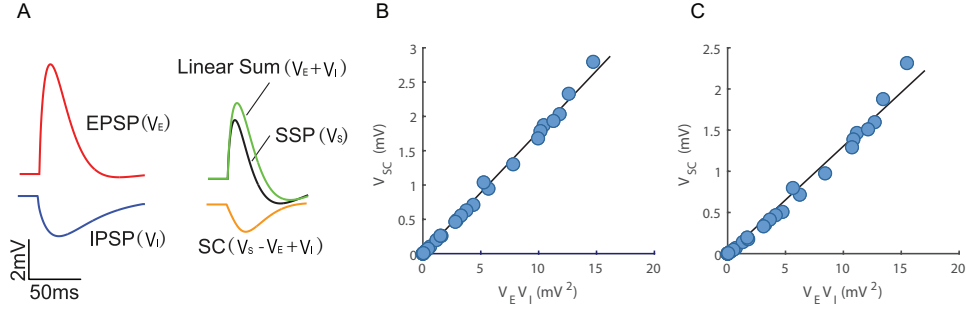 A
EPSP(VE)
IPSP(VI)
2mV
50ms
Linear Sum(VE+VI)
SSP(VS)
SC(VS-VE+VI)
B
3
2.5
2
1.5
1
0.5
0
VSC (mV)
0 5 10 15 20
VE VI (mV2)
C
2.5
2
1.5
1
0.5
0
VSC (mV)
0 5 10 15 20
VE VI (mV2)